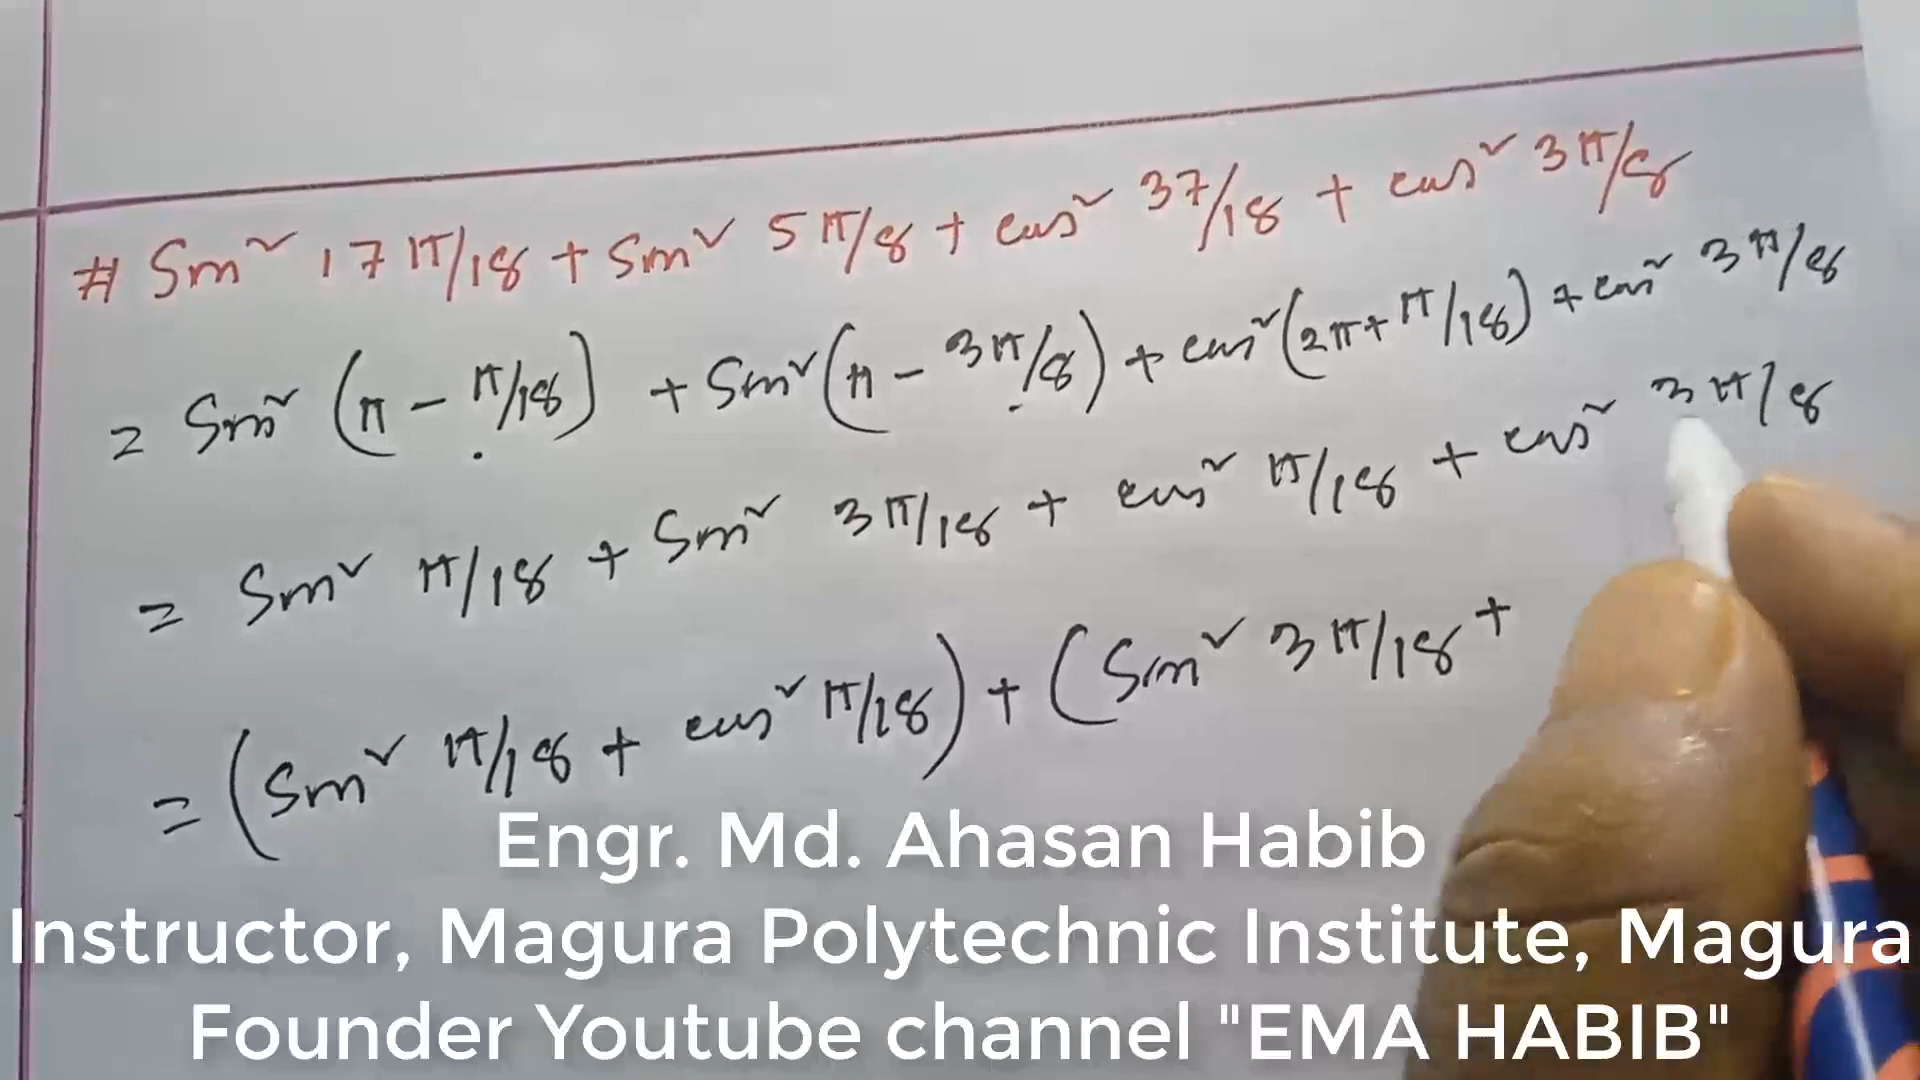 # Sin² 17π/18 + Sin² 5π/8 + cos² 37/18 + cos² 3π/8
= Sin² (π - π/18) + Sin² (π - 3π/8) + cos² (2π + π/18) + cos² 3π/8
= Sin² π/18 + Sin² 3π/18 + cos² π/18 + cos² 3π/8
= (Sin² π/18 + cos² π/18) + (Sin² 3π/18 +
Engr. Md. Ahasan Habib
Instructor, Magura Polytechnic Institute, Magura
Founder Youtube channel "EMA HABIB"